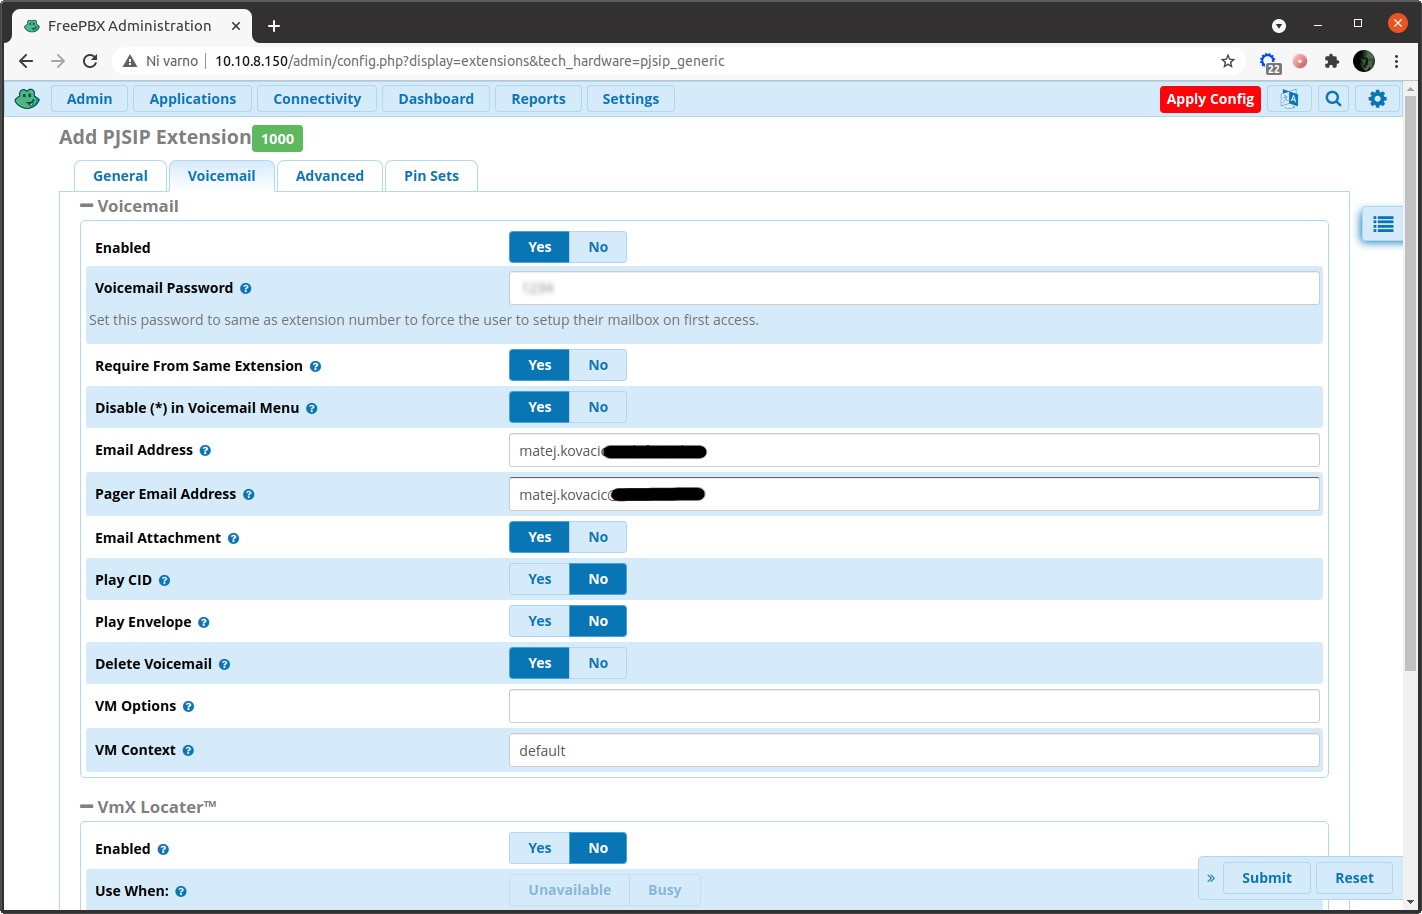 FreePBX Administration
Ni varno 10.10.8.150/admin/config.php?display=extensions&tech_hardware=pjsip_generic
22
Admin Applications Connectivity Dashboard Reports Settings Apply Config
Add PJSIP Extension 1000
General Voicemail Advanced Pin Sets
Voicemail
Enabled Yes No
Voicemail Password
Set this password to same as extension number to force the user to setup their mailbox on first access.
Require From Same Extension Yes No
Disable (*) in Voicemail Menu Yes No
Email Address matej.kovacic
Pager Email Address matej.kovacic@
Email Attachment Yes No
Play CID Yes No
Play Envelope Yes No
Delete Voicemail Yes No
VM Options
VM Context default
VmX Locater™
Enabled Yes No
Use When: Unavailable Busy
» Submit Reset